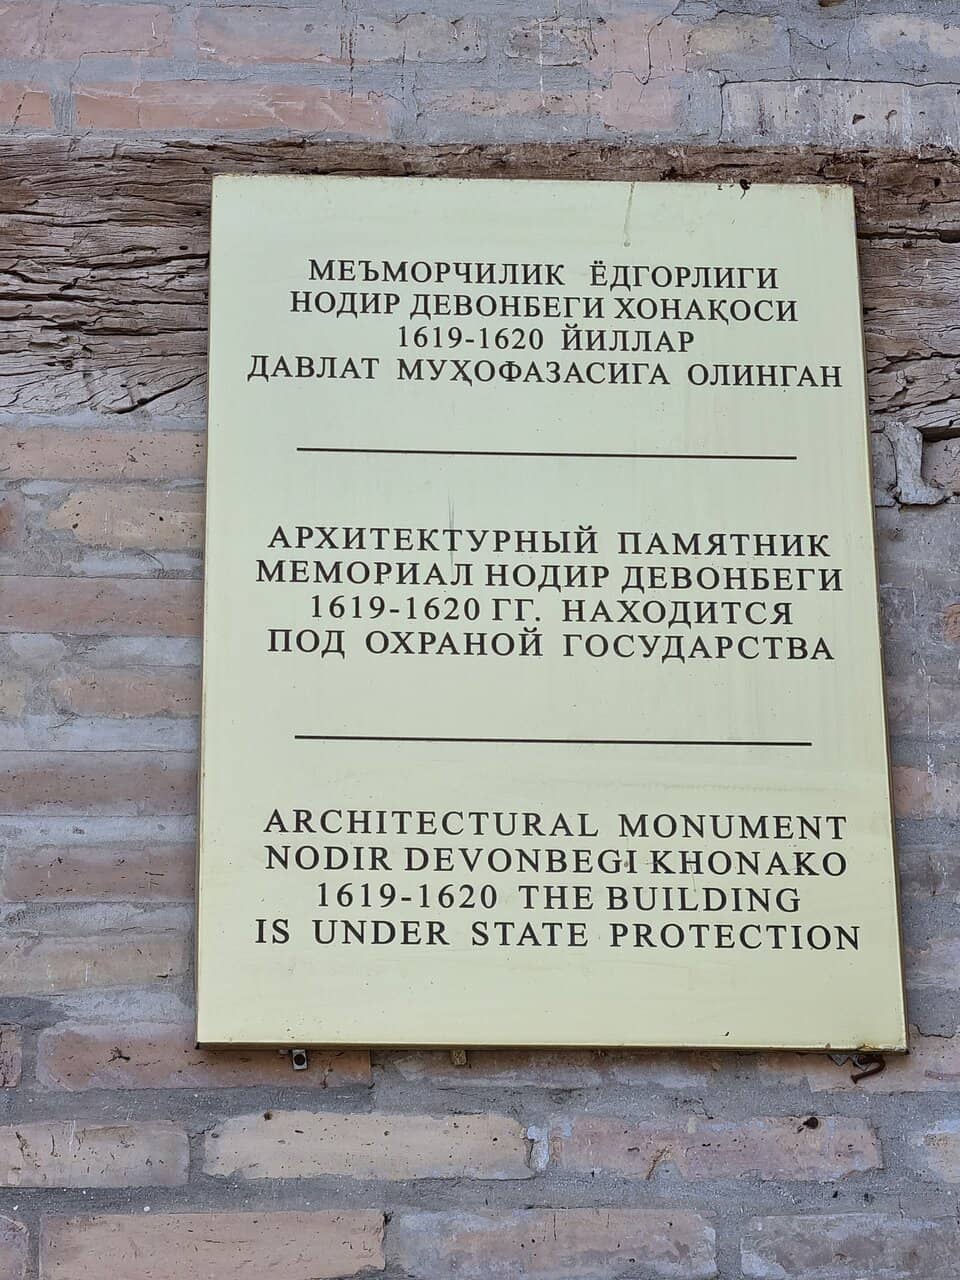 МЕЪМОРЧИЛИК ЁДГОРЛИГИ
НОДИР ДЕВОНБЕГИ ХОНАҚОСИ
1619-1620 ЙИЛЛАР
ДАВЛАТ МУҲОФАЗАСИГА ОЛИНГАН
АРХИТЕКТУРНЫЙ ПАМЯТНИК
МЕМОРИАЛ НОДИР ДЕВОНБЕГИ
1619-1620 ГГ. НАХОДИТСЯ
ПОД ОХРАНОЙ ГОСУДАРСТВА
ARCHITECTURAL MONUMENT
NODIR DEVONBEGI KHONAKO
1619-1620 THE BUILDING
IS UNDER STATE PROTECTION